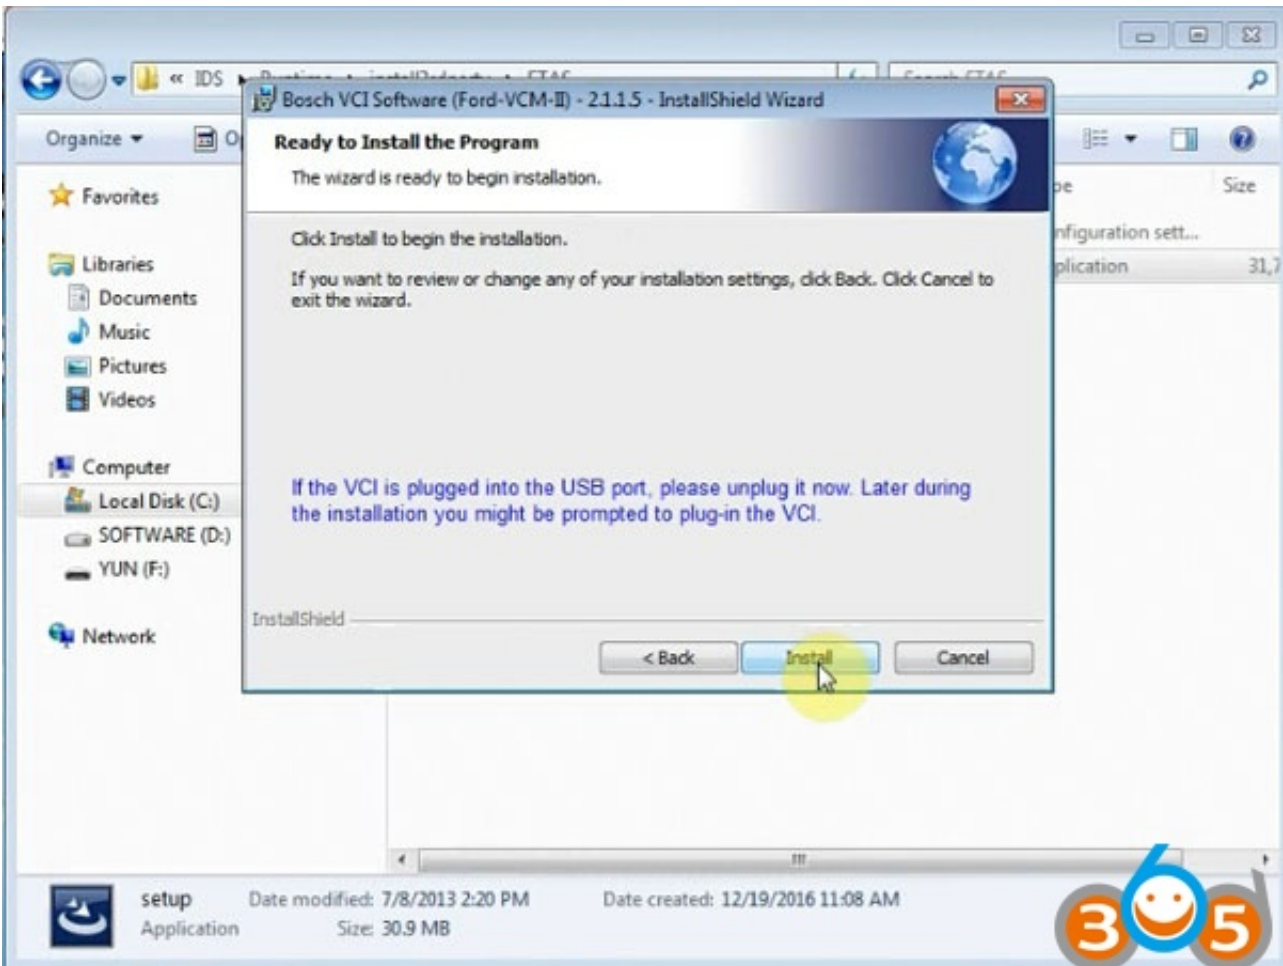 « IDS
Bosch VCI Software (Ford-VCM-II) - 2.1.1.5 - InstallShield Wizard
Organize
Ready to Install the Program
The wizard is ready to begin installation.
Size
Favorites
Click Install to begin the installation.
If you want to review or change any of your installation settings, click Back. Click Cancel to
exit the wizard.
Libraries
Documents
Music
Pictures
Videos
Computer
Local Disk (C:)
SOFTWARE (D:)
YUN (F:)
Network
If the VCI is plugged into the USB port, please unplug it now. Later during
the installation you might be prompted to plug-in the VCI.
InstallShield
< Back
Install
Cancel
setup
Application
Date modified: 7/8/2013 2:20 PM
Date created: 12/19/2016 11:08 AM
Size: 30.9 MB
365